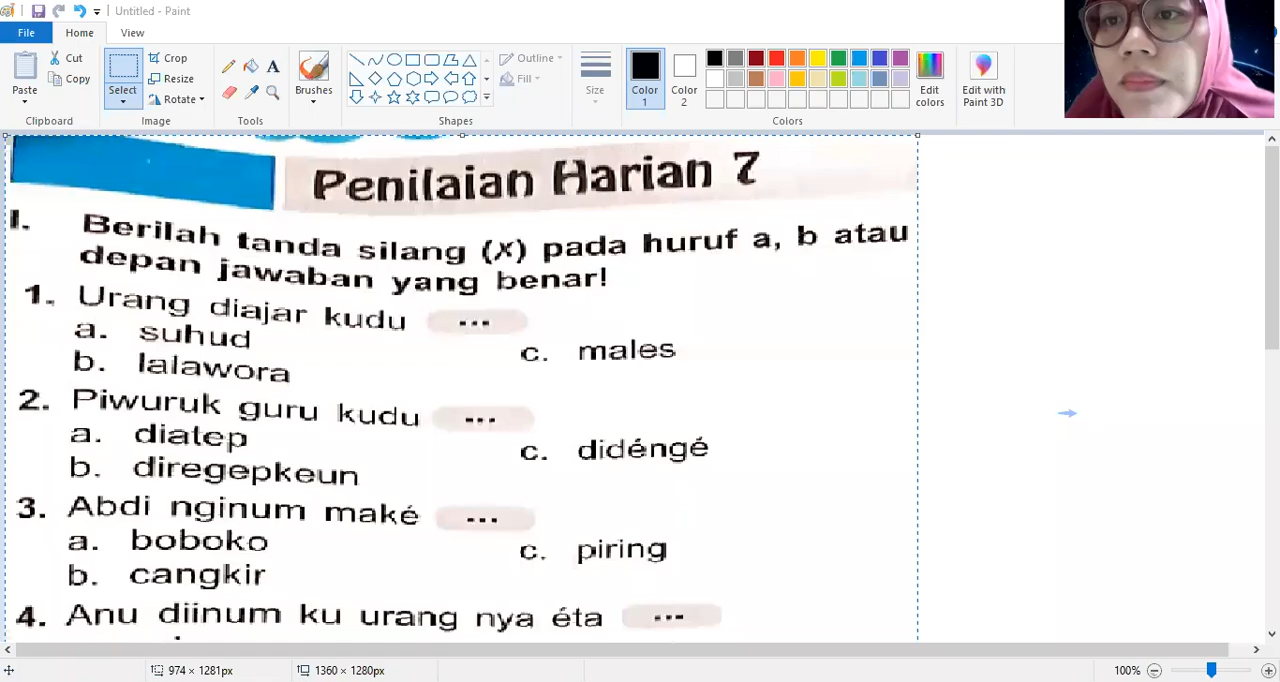 Untitled - Paint
File Home View
Paste Cut Copy Clipboard
Select Crop Resize Rotate Image
Tools
Brushes
Outline Fill Shapes
Size
Color 1 Color 2 Edit colors Colors
Edit with Paint 3D
Penilaian Harian 7
I. Berilah tanda silang (X) pada huruf a, b atau
depan jawaban yang benar!
1. Urang diajar kudu ...
a. suhud
b. lalawora
c. males
2. Piwuruk guru kudu ...
a. diatep
b. diregepkeun
c. didéngé
3. Abdi nginum maké ...
a. boboko
b. cangkir
c. piring
4. Anu diinum ku urang nya éta ...
974 × 1281px 1360 × 1280px 100%